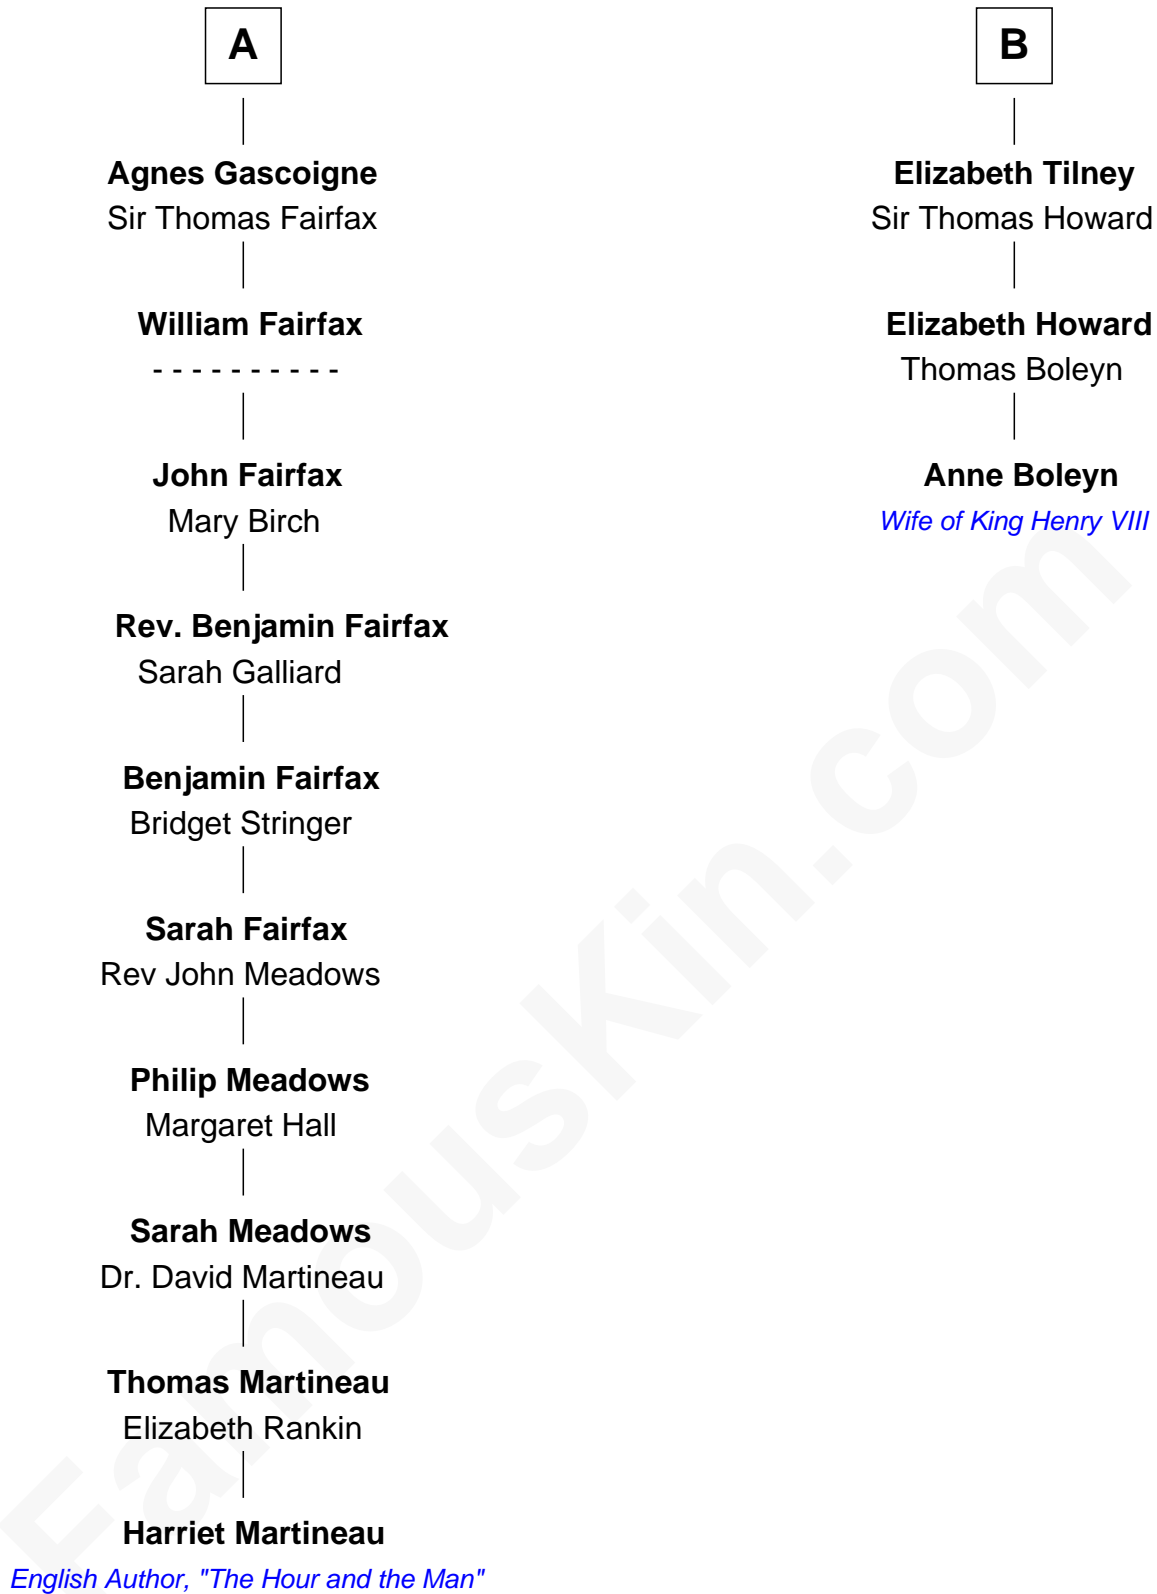 A
Agnes Gascoigne
Sir Thomas Fairfax
William Fairfax
- - - - - - - - - -
John Fairfax
Mary Birch
Rev. Benjamin Fairfax
Sarah Galliard
Benjamin Fairfax
Bridget Stringer
Sarah Fairfax
Rev John Meadows
Philip Meadows
Margaret Hall
Sarah Meadows
Dr. David Martineau
Thomas Martineau
Elizabeth Rankin
Harriet Martineau
English Author, "The Hour and the Man"
B
Elizabeth Tilney
Sir Thomas Howard
Elizabeth Howard
Thomas Boleyn
Anne Boleyn
Wife of King Henry VIII
FamousKin.com